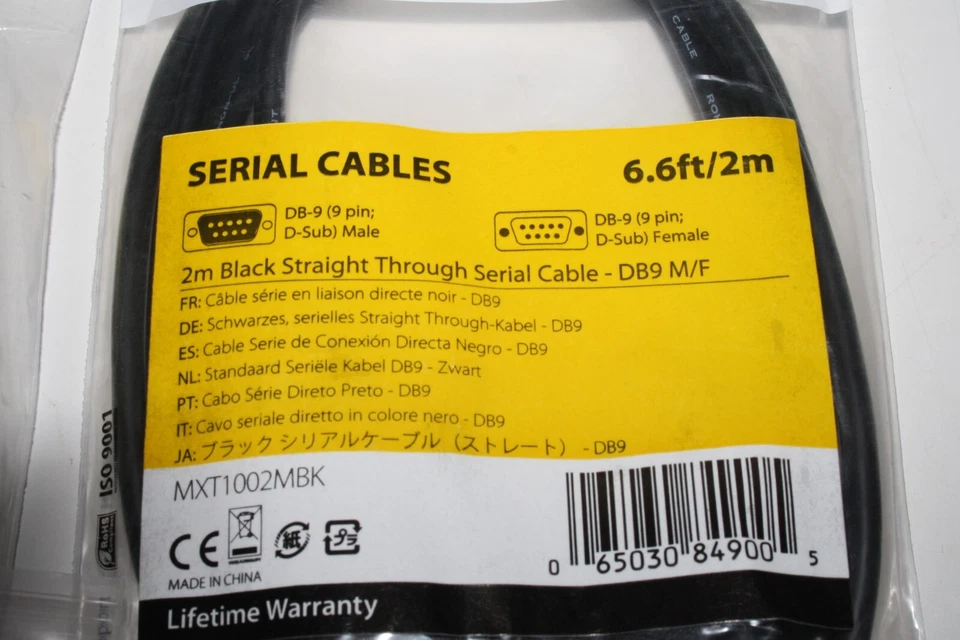 CABLE
SERIAL CABLES
6.6ft/2m
DB-9 (9 pin;
D-Sub) Male
DB-9 (9 pin;
D-Sub) Female
2m Black Straight Through Serial Cable - DB9 M/F
FR: Câble série en liaison directe noir - DB9
DE: Schwarzes, serielles Straight Through-Kabel - DB9
ES: Cable Serie de Conexión Directa Negro - DB9
NL: Standaard Seriële Kabel DB9 - Zwart
PT: Cabo Série Direto Preto - DB9
IT: Cavo seriale diretto in colore nero - DB9
JA: ブラック シリアルケーブル（ストレート） - DB9
MXT1002MBK
ISO 9001
RoHS
CE
紙
プラ
0 65030 84900 5
MADE IN CHINA
Lifetime Warranty